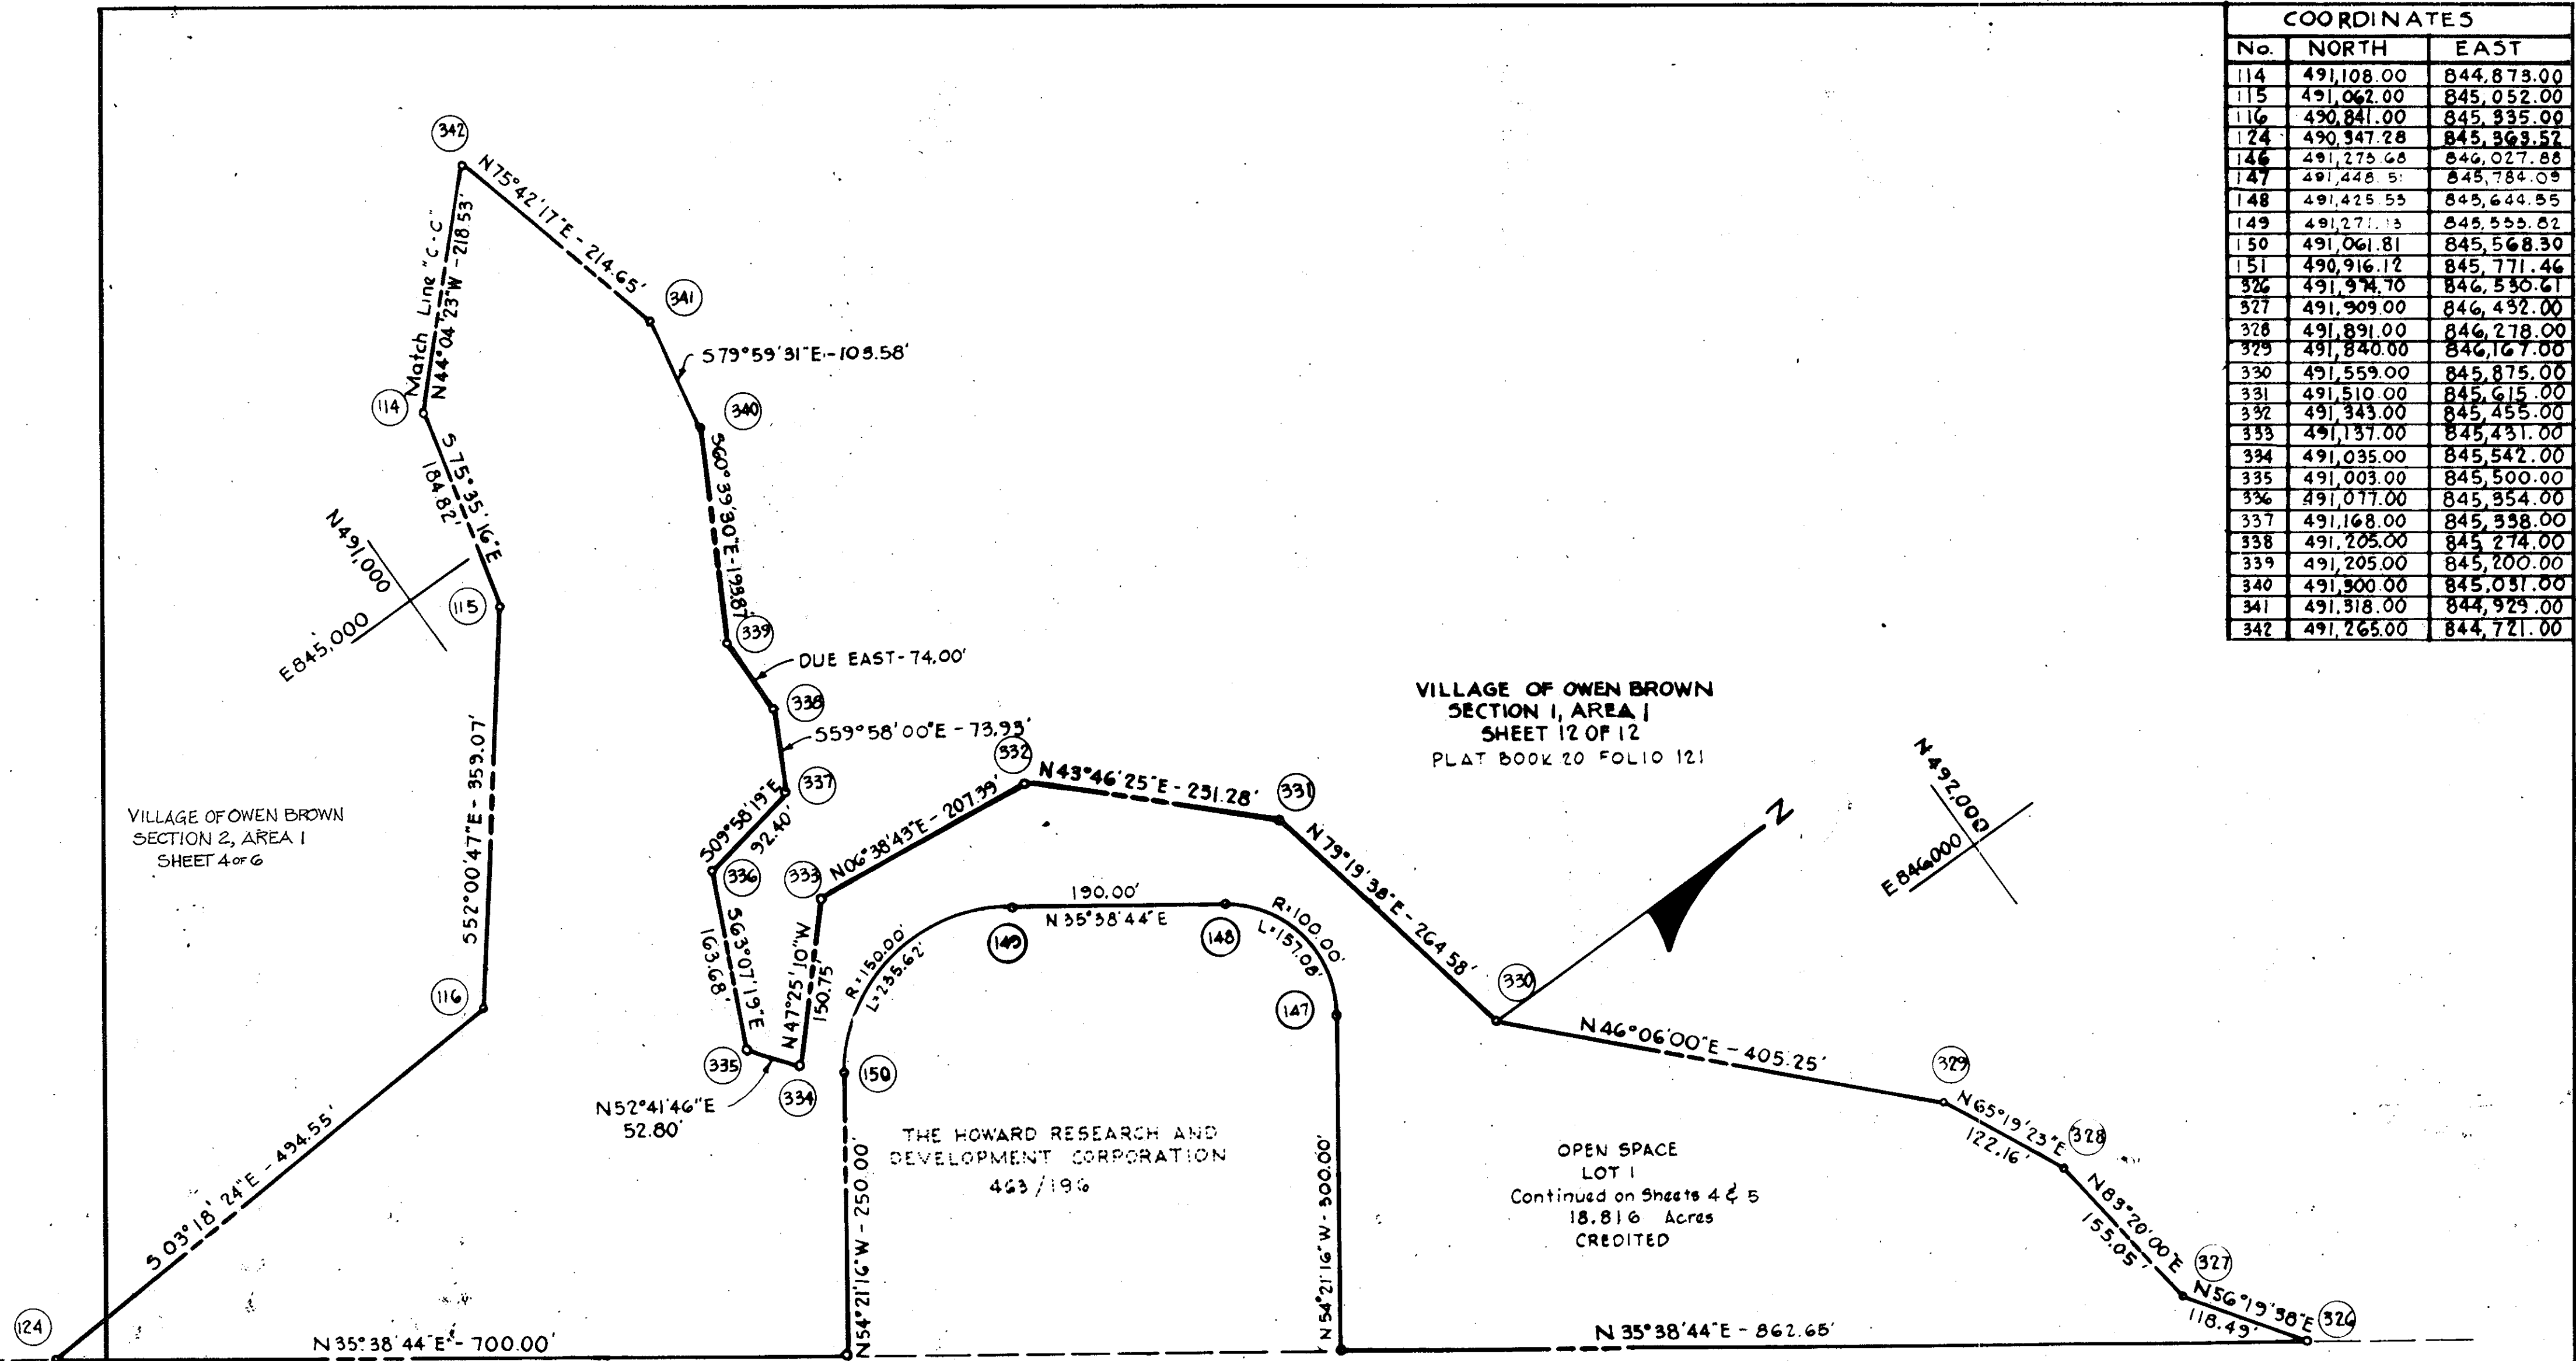 COORDINATES
No. NORTH EAST
114 491,108.00 844,873.00
115 491,062.00 845,052.00
116 490,841.00 845,335.00
124 490,347.28 845,363.52
146 491,273.68 846,027.88
147 491,448.51 845,784.09
148 491,425.53 845,644.55
149 491,271.13 845,533.82
150 491,061.81 845,568.30
151 490,916.12 845,771.46
326 491,974.70 846,530.61
327 491,909.00 846,432.00
328 491,891.00 846,278.00
329 491,840.00 846,167.00
330 491,559.00 845,875.00
331 491,510.00 845,615.00
332 491,343.00 845,455.00
333 491,137.00 845,431.00
334 491,035.00 845,542.00
335 491,003.00 845,500.00
336 491,077.00 845,354.00
337 491,168.00 845,338.00
338 491,205.00 845,274.00
339 491,205.00 845,200.00
340 491,300.00 845,031.00
341 491,318.00 844,929.00
342 491,265.00 844,721.00
342
N75°42'17"E - 214.65'
Match Line "C-C"
N44°04'23"W - 218.53'
341
S79°59'31"E - 103.58'
114
340
S75°35'16"E
184.82'
S60°39'30"E - 193.87'
N491,000
E845,000
115
339
DUE EAST - 74.00'
338
S59°58'00"E - 73.93'
337
S52°00'47"E - 359.07'
VILLAGE OF OWEN BROWN
SECTION 2, AREA 1
SHEET 4 OF 6
VILLAGE OF OWEN BROWN
SECTION 1, AREA 1
SHEET 12 OF 12
PLAT BOOK 20 FOLIO 121
332
N43°46'25"E - 231.28'
331
S09°58'19"E
92.40'
N06°38'43"E - 207.39'
N79°19'38"E - 264.58'
N
N492,000
E846,000
336
333
190.00'
N35°38'44"E
149
148
R=150.00'
L=235.62'
R=100.00'
L=157.08'
S63°07'19"E
163.68'
N47°25'10"W
150.75'
116
147
330
N46°06'00"E - 405.25'
335
334
150
329
N52°41'46"E
52.80'
N65°19'23"E
122.16'
328
S03°18'24"E - 494.55'
THE HOWARD RESEARCH AND
DEVELOPMENT CORPORATION
463/196
OPEN SPACE
LOT 1
Continued on Sheets 4 & 5
18.816 Acres
CREDITED
N83°20'00"E
155.05'
327
N54°21'16"W - 250.00'
N54°21'16"W - 300.00'
N56°19'38"E
118.49'
326
124
N35°38'44"E - 700.00'
N35°38'44"E - 862.65'